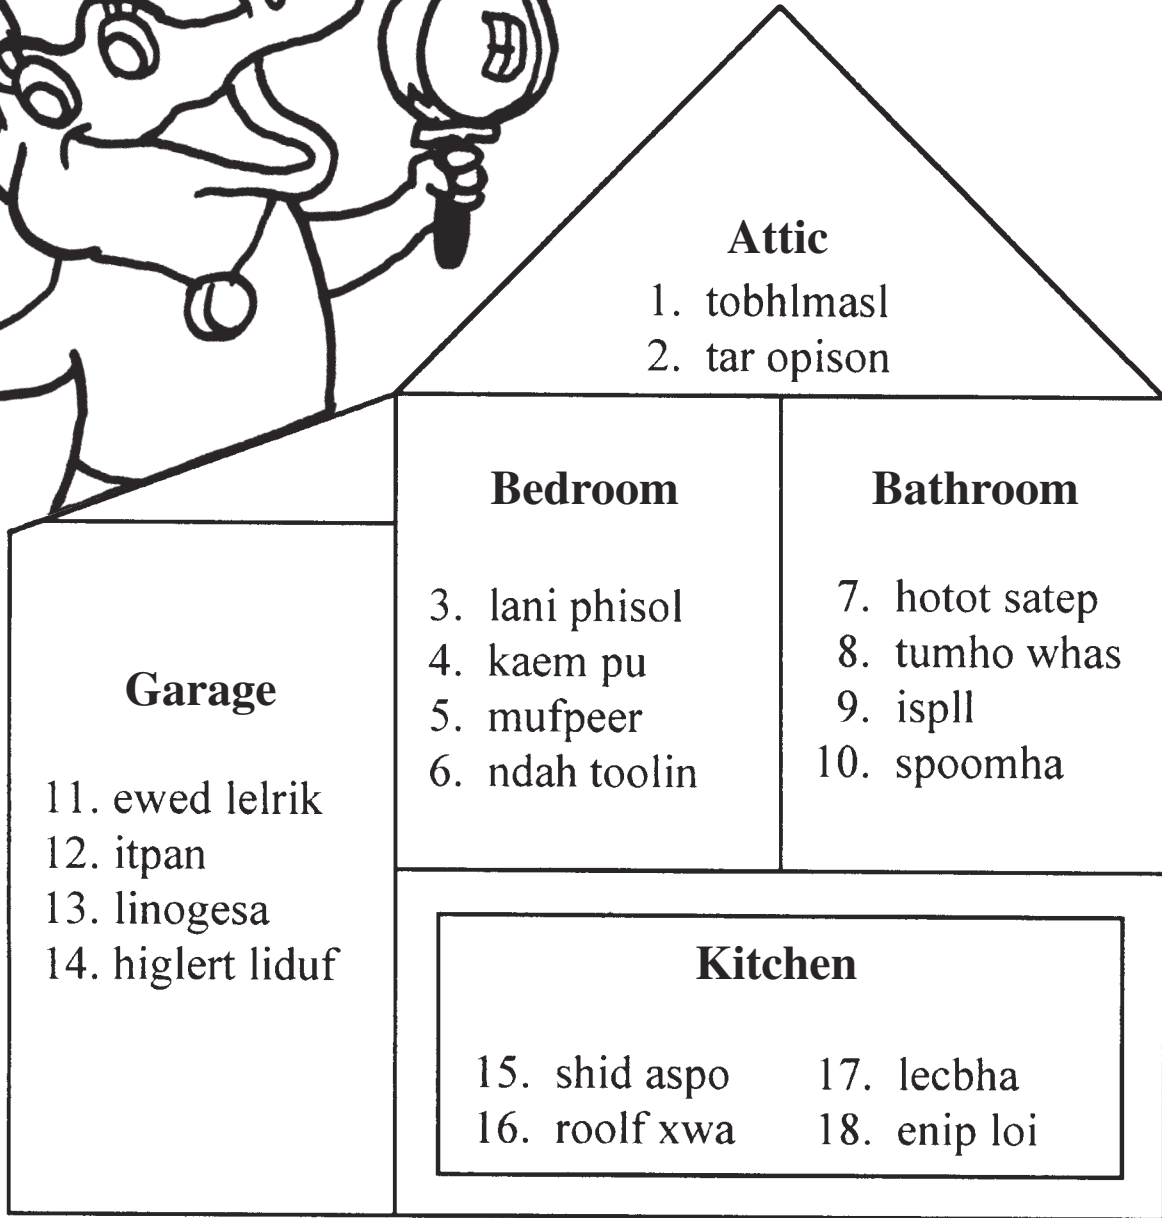 Attic
1. tobhlmasl
2. tar opison
Bedroom
3. lani phisol
4. kaem pu
5. mufpeer
6. ndah toolin
Bathroom
7. hotot satep
8. tumho whas
9. ispll
10. spoomha
Garage
11. ewed lelrik
12. itpan
13. linogesa
14. higlert liduf
Kitchen
15. shid aspo
16. roolf xwa
17. lecbha
18. enip loi